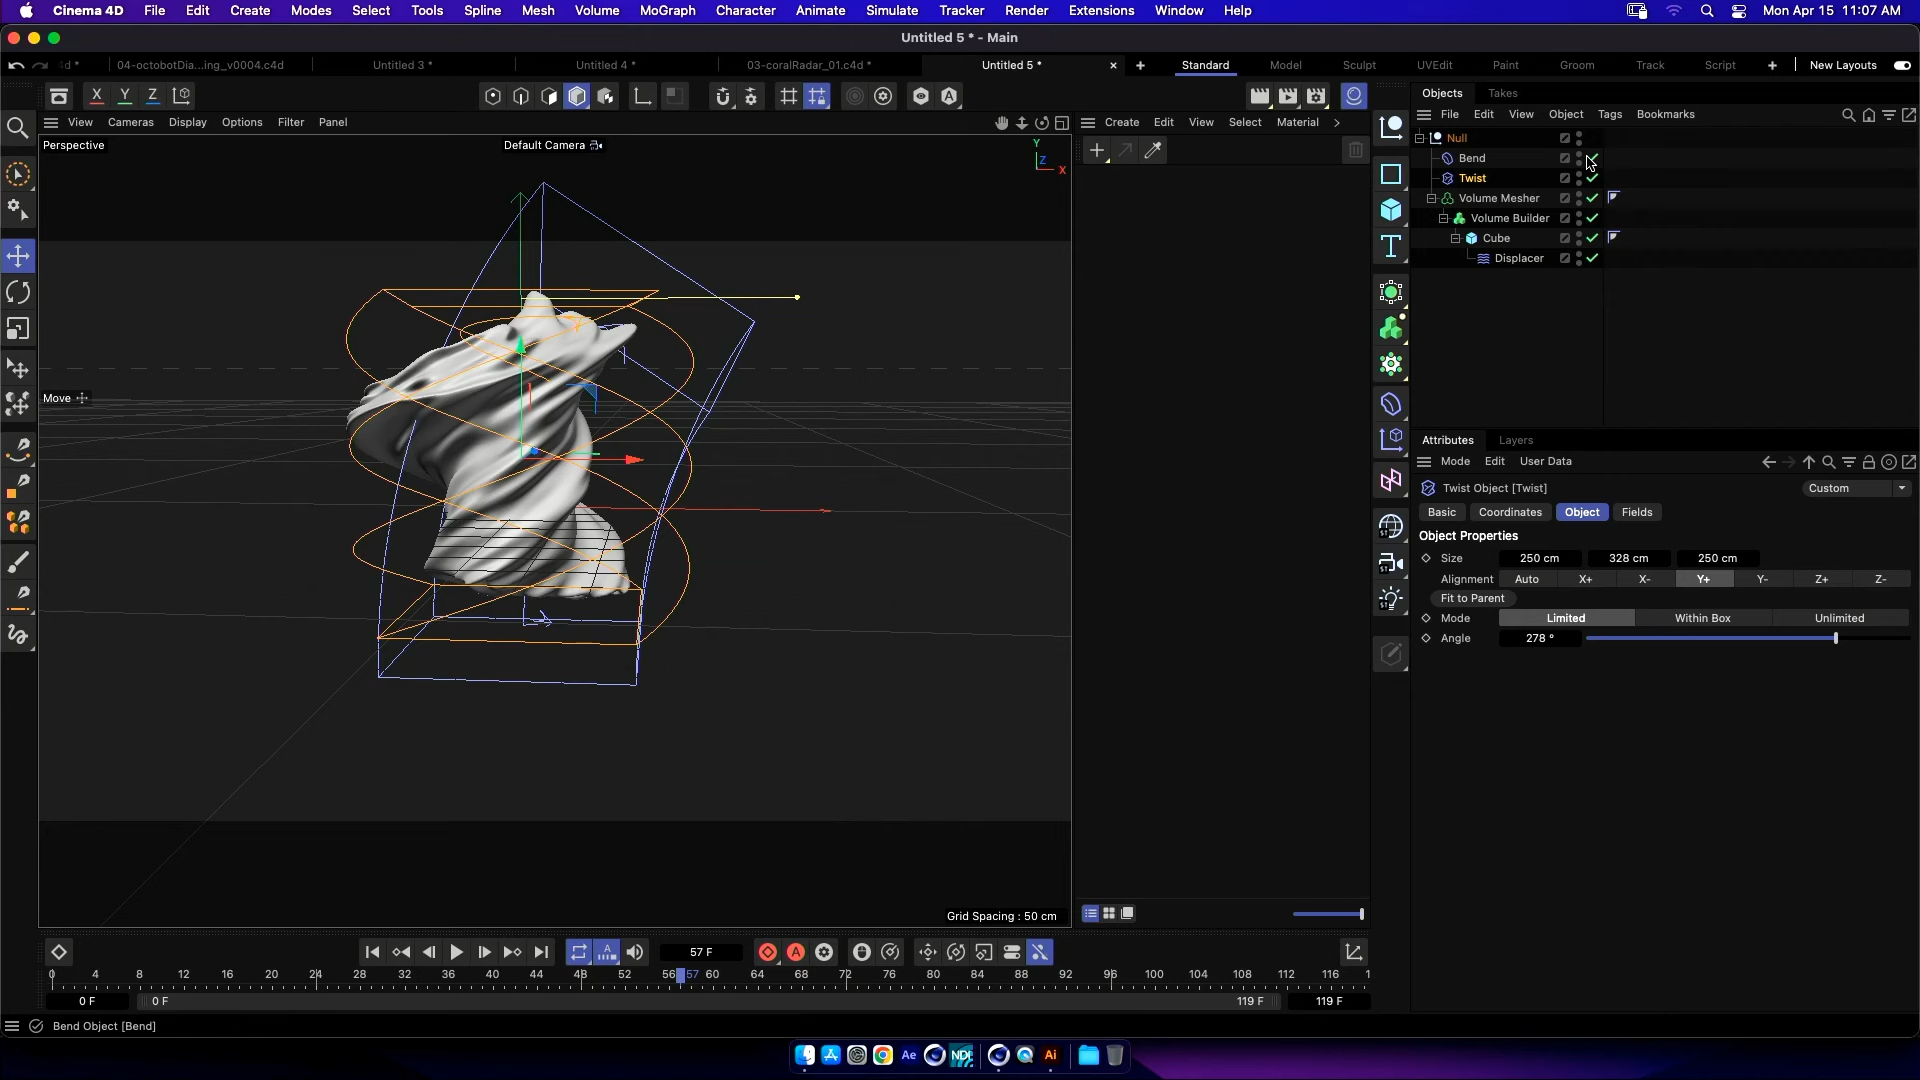 Cinema 4D File Edit Create Modes Select Tools Spline Mesh Volume MoGraph Character Animate Simulate Tracker Render Extensions Window Help Mon Apr 15 11:07 AM
Untitled 5 * - Main
d * 04-octobotDia...ing_v0004.c4d Untitled 3 * Untitled 4 * 03-coralRadar_01.c4d * Untitled 5 * Standard Model Sculpt UVEdit Paint Groom Track Script New Layouts
X Y Z
Objects Takes
File Edit View Object Tags Bookmarks
View Cameras Display Options Filter Panel
Create Edit View Select Material
Perspective
Default Camera
Y
Z
X
Null
Bend
Twist
Volume Mesher
Volume Builder
Cube
Displacer
Move
Attributes Layers
Mode Edit User Data
Twist Object [Twist]
Custom
Basic Coordinates Object Fields
Object Properties
Size 250 cm 328 cm 250 cm
Alignment Auto X+ X- Y+ Y- Z+ Z-
Fit to Parent
Mode Limited Within Box Unlimited
Angle 278 °
Grid Spacing : 50 cm
57 F
0 4 8 12 16 20 24 28 32 36 40 44 48 52 56 57 60 64 68 72 76 80 84 88 92 96 100 104 108 112 116 1
0 F 0 F 119 F 119 F
Bend Object [Bend]
Ae NDI Ai